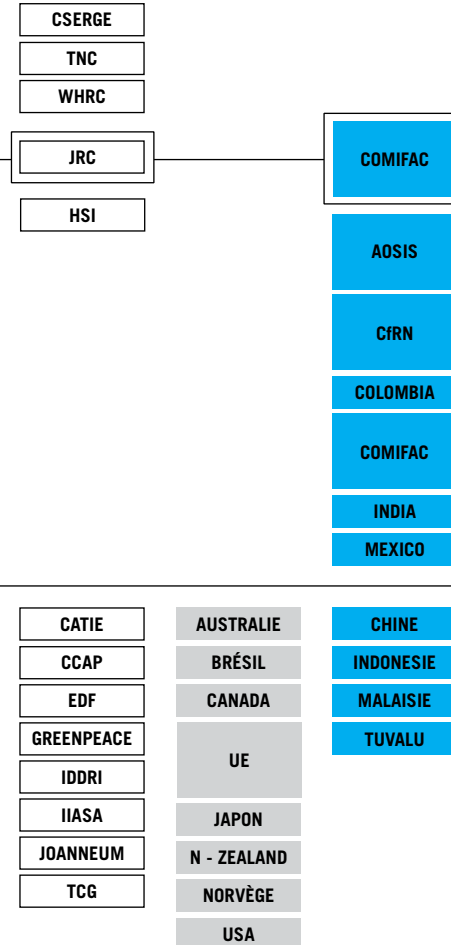 CSERGE
TNC
WHRC
JRC
HSI
COMIFAC
AOSIS
CfRN
COLOMBIA
COMIFAC
INDIA
MEXICO
CATIE
CCAP
EDF
GREENPEACE
IDDRI
IIASA
JOANNEUM
TCG
AUSTRALIE
BRÉSIL
CANADA
UE
JAPON
N - ZEALAND
NORVÈGE
USA
CHINE
INDONESIE
MALAISIE
TUVALU